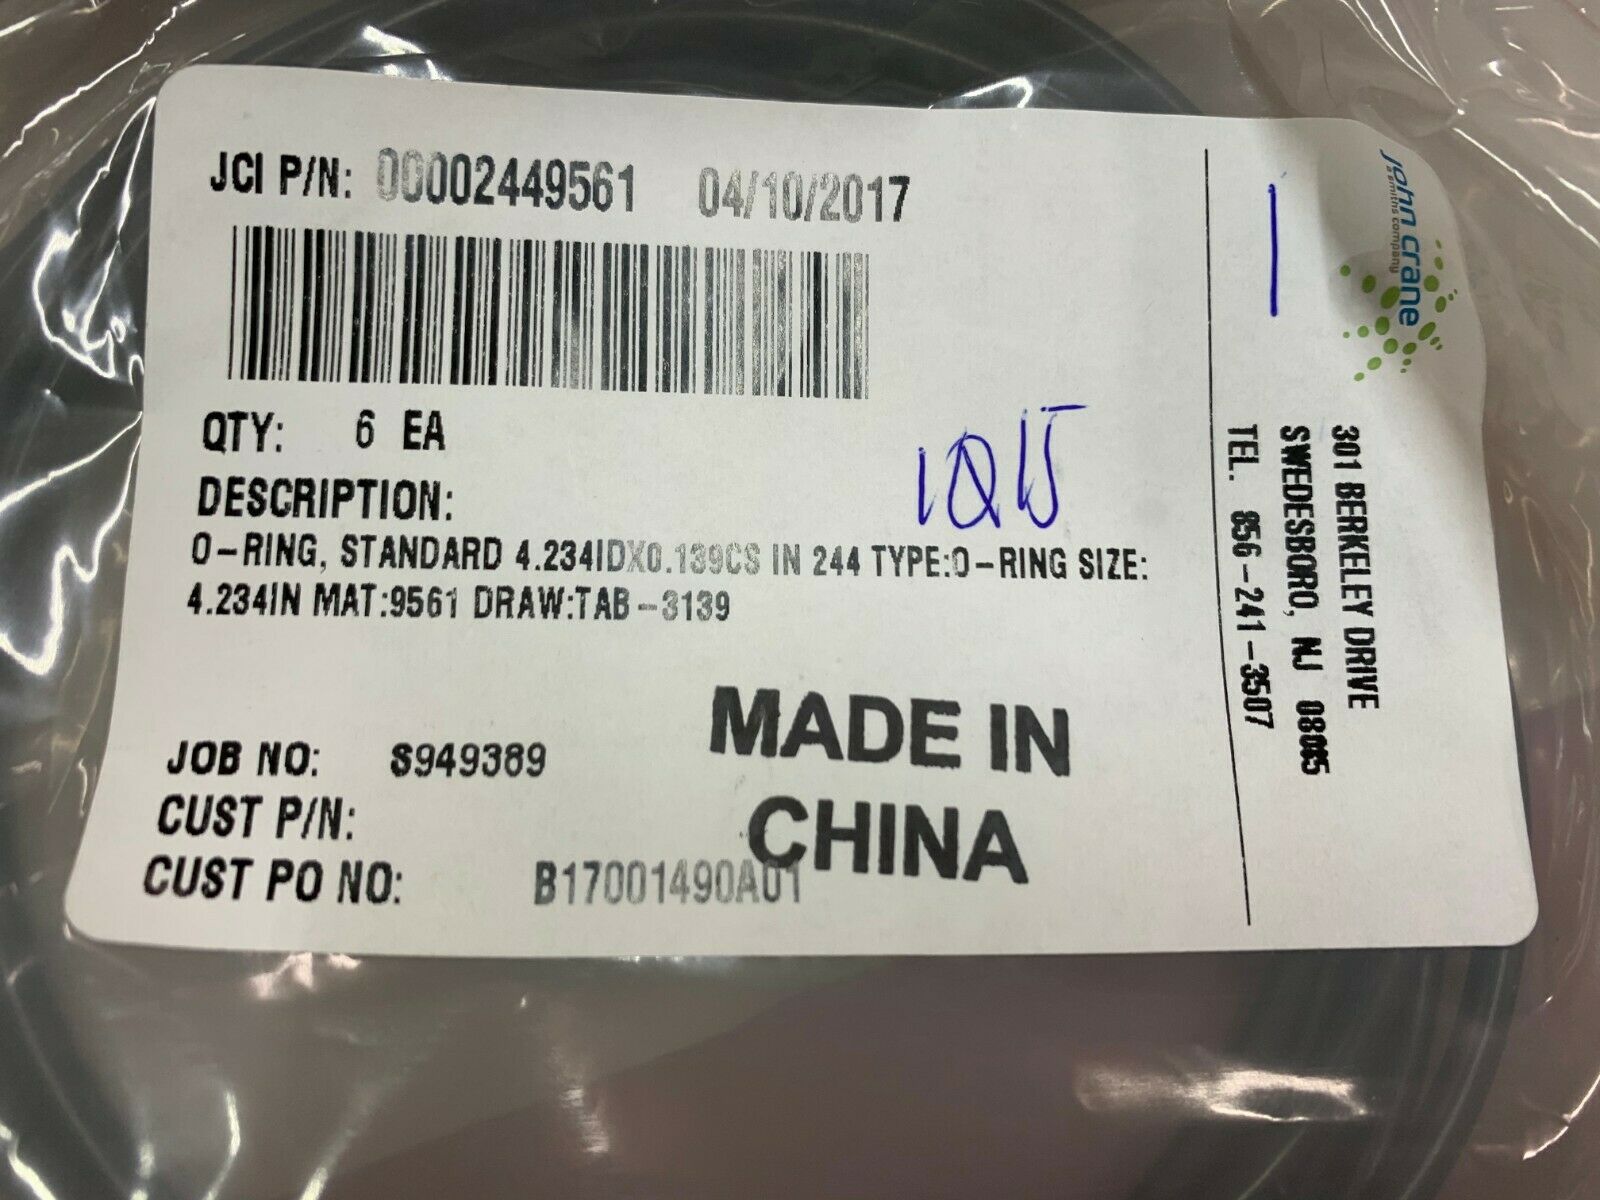 JCI P/N: 00002449561 04/10/2017
QTY: 6 EA
DESCRIPTION:
O-RING, STANDARD 4.234IDX0.139CS IN 244 TYPE:O-RING SIZE:
4.234IN MAT:9561 DRAW:TAB-3139
MADE IN
CHINA
JOB NO: S949389
CUST P/N:
CUST PO NO: B17001490A01
john crane
a smiths company
301 BERKELEY DRIVE
SWEDESBORO, NJ 08085
TEL. 856-241-3507